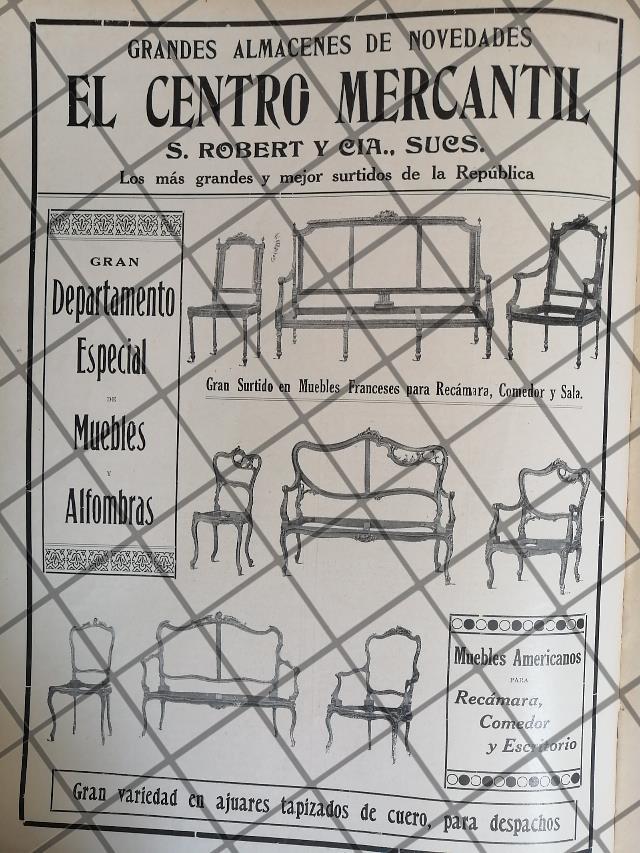 GRANDES ALMACENES DE NOVEDADES
EL CENTRO MERCANTIL
S. ROBERT Y CIA., SUCS.
Los más grandes y mejor surtidos de la República
GRAN
Departamento
Especial
DE
Muebles
Y
Alfombras
Gran Surtido en Muebles Franceses para Recámara, Comedor y Sala.
Muebles Americanos
PARA
Recámara,
Comedor
y Escritorio
Gran variedad en ajuares tapizados de cuero, para despachos